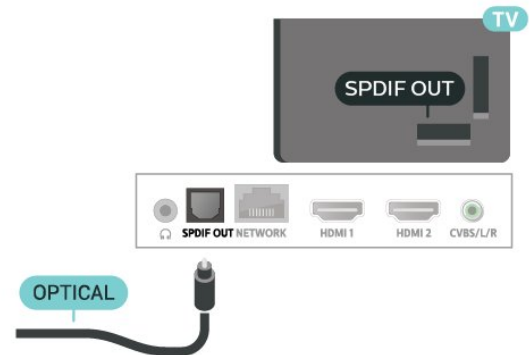 TV
SPDIF OUT
SPDIF OUT NETWORK HDMI 1 HDMI 2 CVBS/L/R
OPTICAL